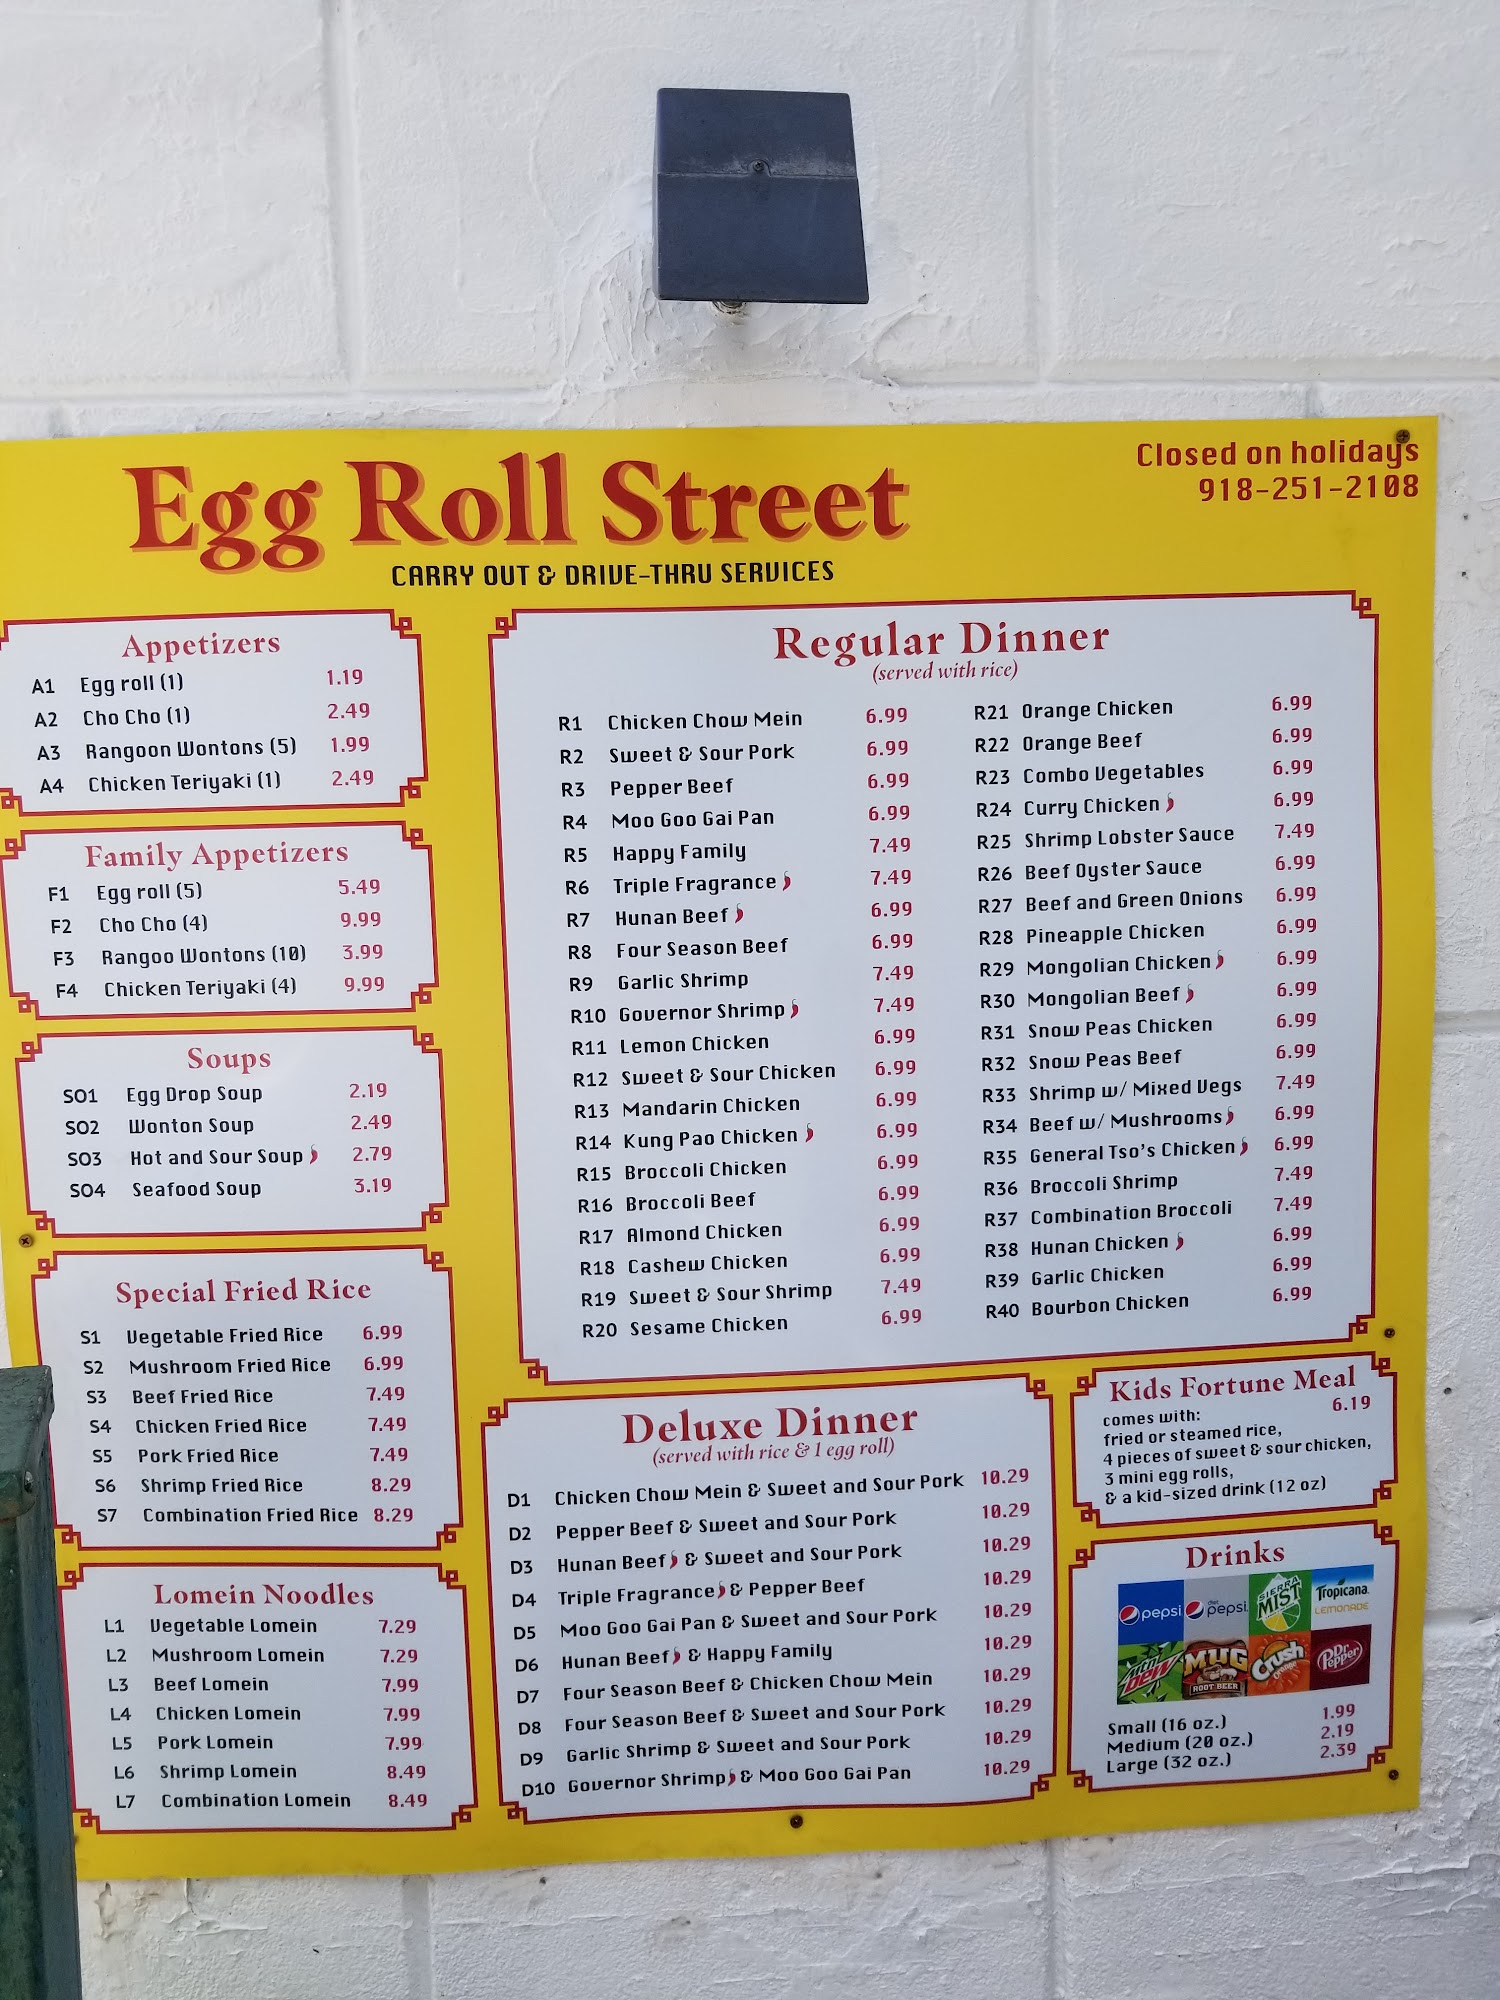 Egg Roll Street
CARRY OUT & DRIVE-THRU SERVICES
Closed on holidays
918-251-2108
Appetizers
A1 Egg roll (1) 1.19
A2 Cho Cho (1) 2.49
A3 Rangoon Wontons (5) 1.99
A4 Chicken Teriyaki (1) 2.49
Family Appetizers
F1 Egg roll (5) 5.49
F2 Cho Cho (4) 9.99
F3 Rangoo Wontons (10) 3.99
F4 Chicken Teriyaki (4) 9.99
Soups
SO1 Egg Drop Soup 2.19
SO2 Wonton Soup 2.49
SO3 Hot and Sour Soup 2.79
SO4 Seafood Soup 3.19
Special Fried Rice
S1 Vegetable Fried Rice 6.99
S2 Mushroom Fried Rice 6.99
S3 Beef Fried Rice 7.49
S4 Chicken Fried Rice 7.49
S5 Pork Fried Rice 7.49
S6 Shrimp Fried Rice 8.29
S7 Combination Fried Rice 8.29
Lomein Noodles
L1 Vegetable Lomein 7.29
L2 Mushroom Lomein 7.29
L3 Beef Lomein 7.99
L4 Chicken Lomein 7.99
L5 Pork Lomein 7.99
L6 Shrimp Lomein 8.49
L7 Combination Lomein 8.49
Regular Dinner
(served with rice)
R1 Chicken Chow Mein 6.99
R2 Sweet & Sour Pork 6.99
R3 Pepper Beef 6.99
R4 Moo Goo Gai Pan 6.99
R5 Happy Family 7.49
R6 Triple Fragrance 7.49
R7 Hunan Beef 6.99
R8 Four Season Beef 6.99
R9 Garlic Shrimp 7.49
R10 Governor Shrimp 7.49
R11 Lemon Chicken 6.99
R12 Sweet & Sour Chicken 6.99
R13 Mandarin Chicken 6.99
R14 Kung Pao Chicken 6.99
R15 Broccoli Chicken 6.99
R16 Broccoli Beef 6.99
R17 Almond Chicken 6.99
R18 Cashew Chicken 6.99
R19 Sweet & Sour Shrimp 7.49
R20 Sesame Chicken 6.99
R21 Orange Chicken 6.99
R22 Orange Beef 6.99
R23 Combo Vegetables 6.99
R24 Curry Chicken 6.99
R25 Shrimp Lobster Sauce 7.49
R26 Beef Oyster Sauce 6.99
R27 Beef and Green Onions 6.99
R28 Pineapple Chicken 6.99
R29 Mongolian Chicken 6.99
R30 Mongolian Beef 6.99
R31 Snow Peas Chicken 6.99
R32 Snow Peas Beef 6.99
R33 Shrimp w/ Mixed Vegs 7.49
R34 Beef w/ Mushrooms 6.99
R35 General Tso's Chicken 6.99
R36 Broccoli Shrimp 7.49
R37 Combination Broccoli 7.49
R38 Hunan Chicken 6.99
R39 Garlic Chicken 6.99
R40 Bourbon Chicken 6.99
Deluxe Dinner
(served with rice & 1 egg roll)
D1 Chicken Chow Mein & Sweet and Sour Pork 10.29
D2 Pepper Beef & Sweet and Sour Pork 10.29
D3 Hunan Beef & Sweet and Sour Pork 10.29
D4 Triple Fragrance & Pepper Beef 10.29
D5 Moo Goo Gai Pan & Sweet and Sour Pork 10.29
D6 Hunan Beef & Happy Family 10.29
D7 Four Season Beef & Chicken Chow Mein 10.29
D8 Four Season Beef & Sweet and Sour Pork 10.29
D9 Garlic Shrimp & Sweet and Sour Pork 10.29
D10 Governor Shrimp & Moo Goo Gai Pan 10.29
Kids Fortune Meal
6.19
comes with:
fried or steamed rice,
4 pieces of sweet & sour chicken,
3 mini egg rolls,
& a kid-sized drink (12 oz)
Drinks
pepsi
diet pepsi
SIERRA MIST
Tropicana LEMONADE
mtn DEW
MUG ROOT BEER
Crush Orange
Dr Pepper
Small (16 oz.) 1.99
Medium (20 oz.) 2.19
Large (32 oz.) 2.39